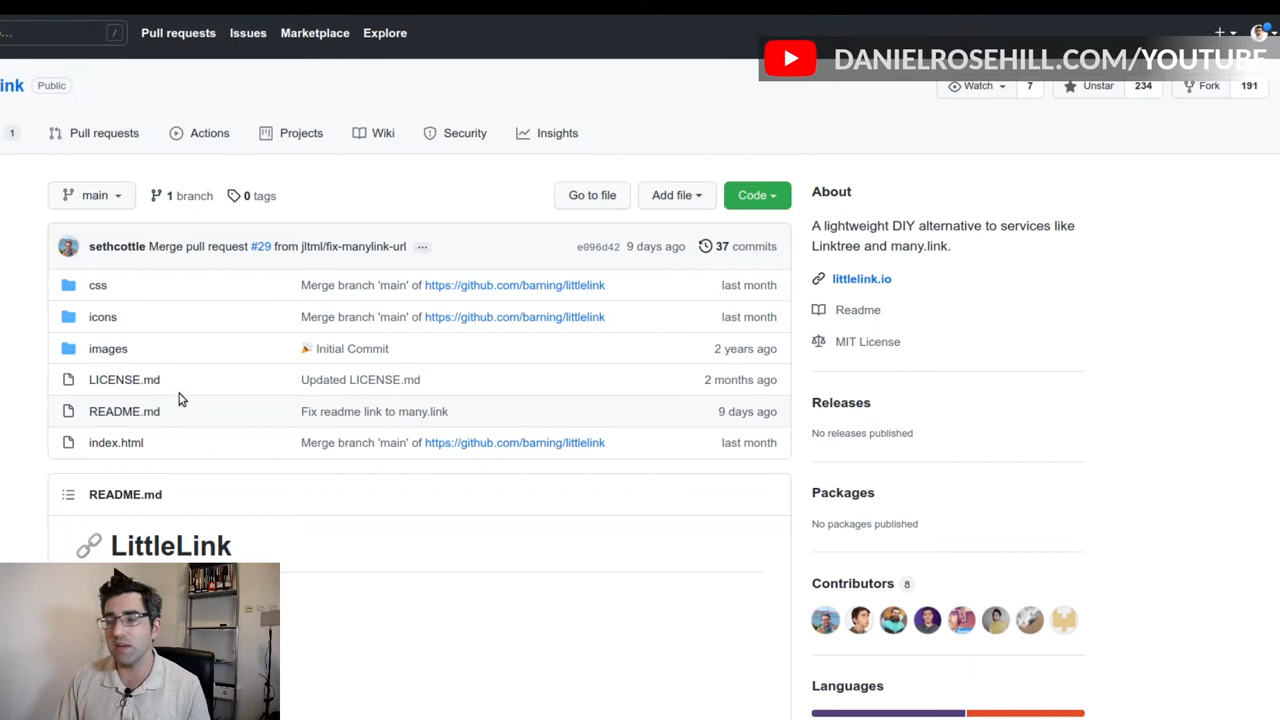 ... /
Pull requests Issues Marketplace Explore
DANIELROSEHILL.COM/YOUTUBE
ink Public
Watch 7 Unstar 234 Fork 191
1 Pull requests Actions Projects Wiki Security Insights
main 1 branch 0 tags Go to file Add file Code
sethcottle Merge pull request #29 from jltml/fix-manylink-url ... e096d42 9 days ago 37 commits
css Merge branch 'main' of https://github.com/barning/littlelink last month
icons Merge branch 'main' of https://github.com/barning/littlelink last month
images Initial Commit 2 years ago
LICENSE.md Updated LICENSE.md 2 months ago
README.md Fix readme link to many.link 9 days ago
index.html Merge branch 'main' of https://github.com/barning/littlelink last month
README.md
LittleLink
About
A lightweight DIY alternative to services like
Linktree and many.link.
littlelink.io
Readme
MIT License
Releases
No releases published
Packages
No packages published
Contributors 8
Languages